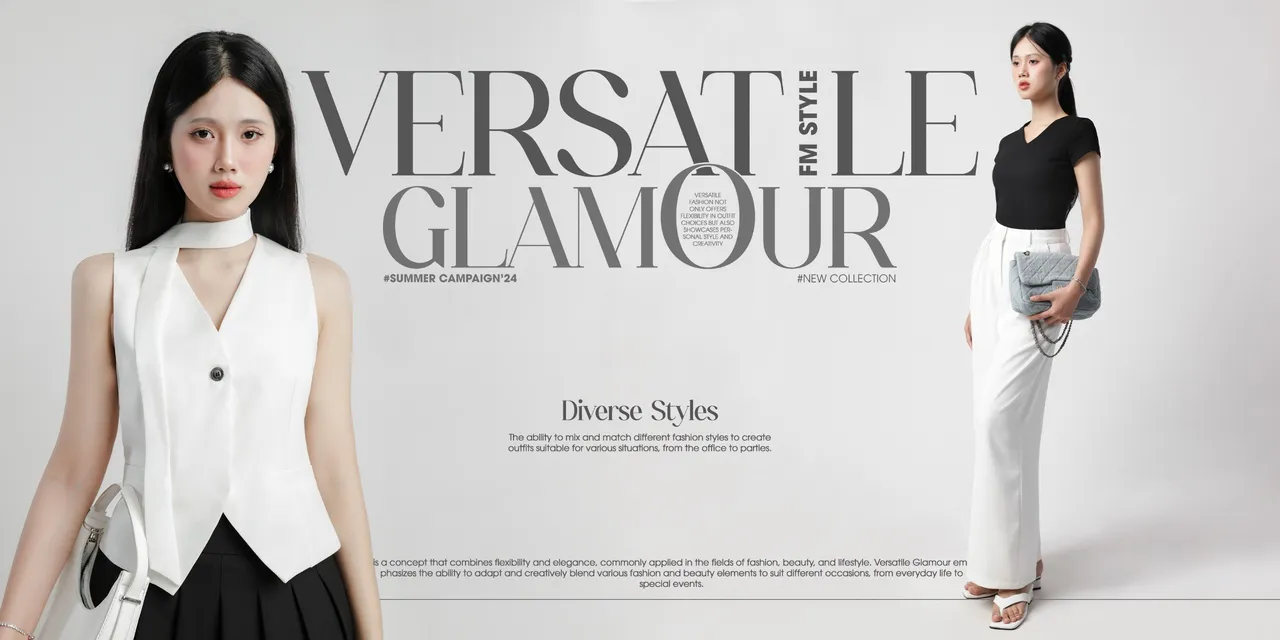 VERSATILE
FM STYLE
GLAMOUR
VERSATILE
FASHION NOT
ONLY OFFERS
FLEXIBILITY IN OUTFIT
CHOICES BUT ALSO
SHOWCASES PER-
SONAL STYLE AND
CREATIVITY
#SUMMER CAMPAIGN'24
#NEW COLLECTION
Diverse Styles
The ability to mix and match different fashion styles to create
outfits suitable for various situations, from the office to parties.
is a concept that combines flexibility and elegance, commonly applied in the fields of fashion, beauty, and lifestyle. Versatile Glamour em
phasizes the ability to adapt and creatively blend various fashion and beauty elements to suit different occasions, from everyday life to
special events.